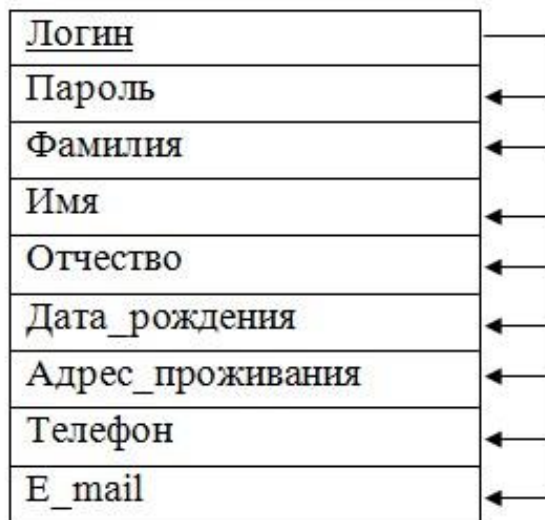 Логин
Пароль
Фамилия
Имя
Отчество
Дата_рождения
Адрес_проживания
Телефон
E_mail